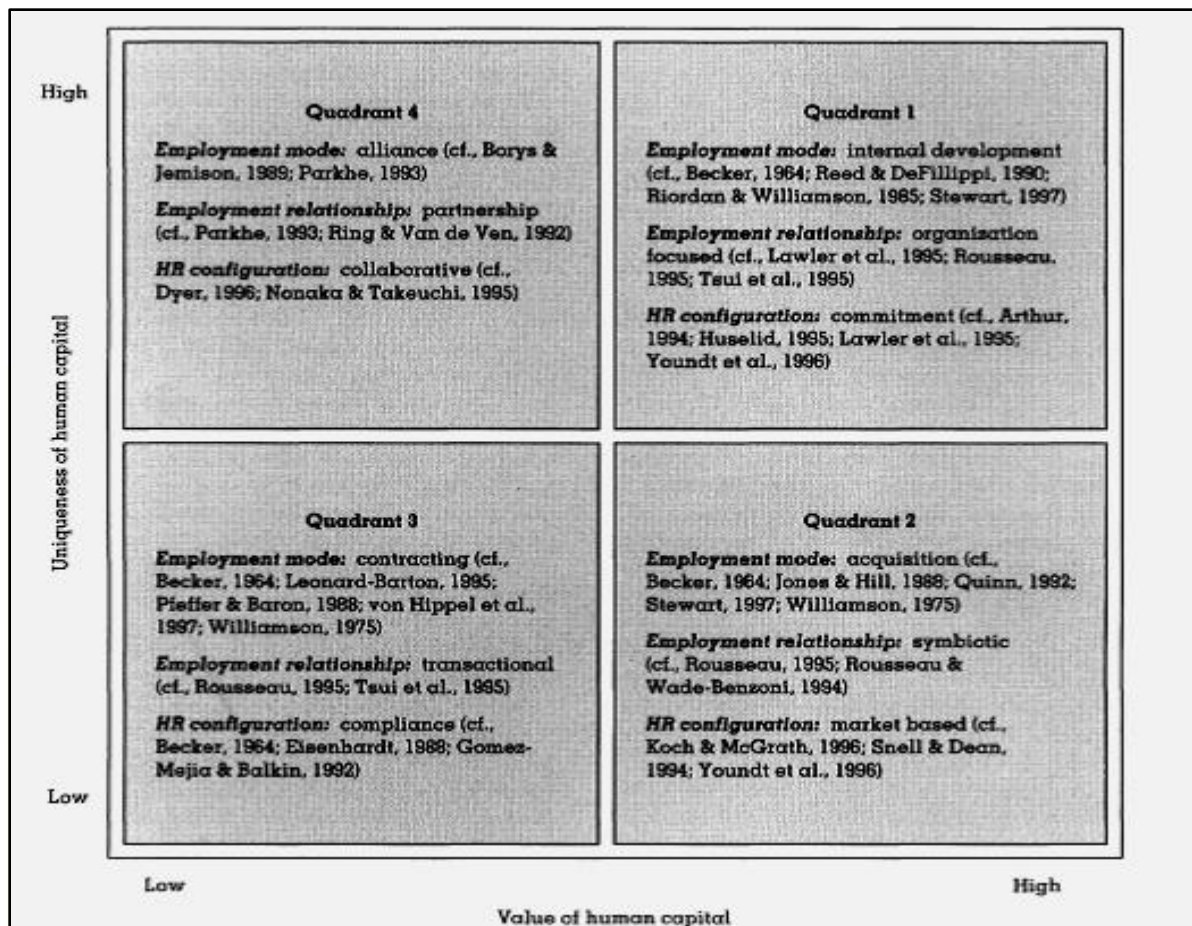 High
Quadrant 4
Employment mode: alliance (cf., Borys &
Jemison, 1989; Parkhe, 1993)
Employment relationship: partnership
(cf., Parkhe, 1993; Ring & Van de Ven, 1992)
HR configuration: collaborative (cf.,
Dyer, 1996; Nonaka & Takeuchi, 1995)
Quadrant 1
Employment mode: internal development
(cf., Becker, 1964; Reed & DeFillippi, 1990;
Riordan & Williamson, 1985; Stewart, 1997)
Employment relationship: organization
focused (cf., Lawler et al., 1995; Rousseau,
1995; Tsui et al., 1995)
HR configuration: commitment (cf., Arthur,
1994; Huselid, 1995; Lawler et al., 1995;
Youndt et al., 1996)
Uniqueness of human capital
Quadrant 3
Employment mode: contracting (cf.,
Becker, 1964; Leonard-Barton, 1995;
Pfeffer & Baron, 1988; von Hippel et al.,
1997; Williamson, 1975)
Employment relationship: transactional
(cf., Rousseau, 1995; Tsui et al., 1995)
HR configuration: compliance (cf.,
Becker, 1964; Eisenhardt, 1988; Gomez-
Mejia & Balkin, 1992)
Quadrant 2
Employment mode: acquisition (cf.,
Becker, 1964; Jones & Hill, 1988; Quinn, 1992;
Stewart, 1997; Williamson, 1975)
Employment relationship: symbiotic
(cf., Rousseau, 1995; Rousseau &
Wade-Benzoni, 1994)
HR configuration: market based (cf.,
Koch & McGrath, 1996; Snell & Dean,
1994; Youndt et al., 1996)
Low
Low
High
Value of human capital